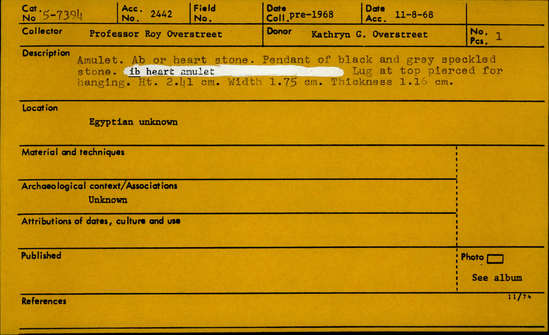 Cat. No 5-7394 Acc. No. 2442 Field No. Date Coll. pre-1968 Date Acc. 11-8-68
Collector Professor Roy Overstreet Donor Kathryn G. Overstreet No. Pcs. 1
Description Amulet. Ab or heart stone. Pendant of black and grey speckled
stone. ib heart amulet Lug at top pierced for
hanging. Ht. 2.41 cm. Width 1.75 cm. Thickness 1.16 cm.
Location
Egyptian unknown
Material and techniques
Archaeological context/Associations
Unknown
Attributions of dates, culture and use
Published
Photo
See album
References
11/74